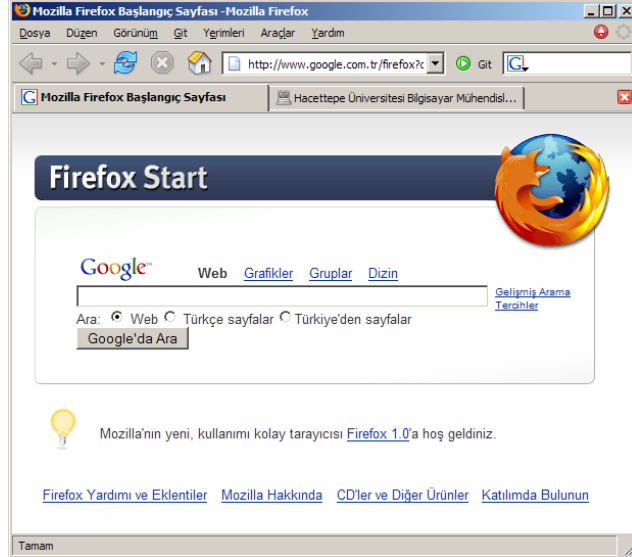 Mozilla Firefox Başlangıç Sayfası -Mozilla Firefox
Dosya Düzen Görünüm Git Yerimleri Araçlar Yardım
http://www.google.com.tr/firefox?c Git G
G Mozilla Firefox Başlangıç Sayfası Hacettepe Üniversitesi Bilgisayar Mühendisl...
Firefox Start
Google™ Web Grafikler Gruplar Dizin
Gelişmiş Arama
Tercihler
Ara: Web Türkçe sayfalar Türkiye'den sayfalar
Google'da Ara
Mozilla'nın yeni, kullanımı kolay tarayıcısı Firefox 1.0'a hoş geldiniz.
Firefox Yardımı ve Eklentiler Mozilla Hakkında CD'ler ve Diğer Ürünler Katılımda Bulunun
Tamam